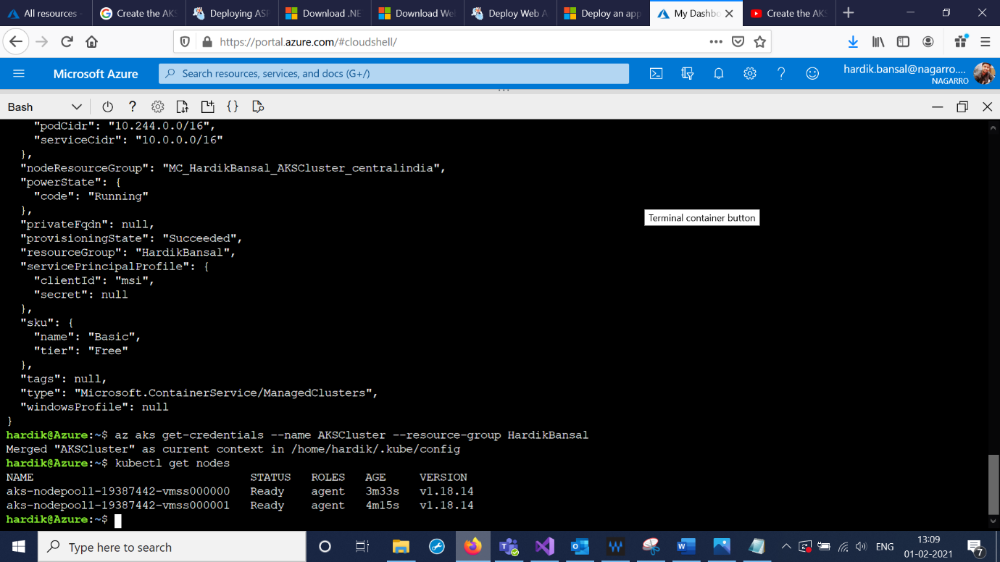 All resources -
Create the AKS
Deploying ASP
Download .NE
Download We
Deploy Web A
Deploy an app
My Dashbo
Create the AKS
https://portal.azure.com/#cloudshell/
Microsoft Azure
Search resources, services, and docs (G+/)
hardik.bansal@nagarro....
NAGARRO
Bash
"podCidr": "10.244.0.0/16",
"serviceCidr": "10.0.0.0/16"
},
"nodeResourceGroup": "MC_HardikBansal_AKSCluster_centralindia",
"powerState": {
"code": "Running"
},
"privateFqdn": null,
"provisioningState": "Succeeded",
"resourceGroup": "HardikBansal",
"servicePrincipalProfile": {
"clientId": "msi",
"secret": null
},
"sku": {
"name": "Basic",
"tier": "Free"
},
"tags": null,
"type": "Microsoft.ContainerService/ManagedClusters",
"windowsProfile": null
}
Terminal container button
hardik@Azure:~$ az aks get-credentials --name AKSCluster --resource-group HardikBansal
Merged "AKSCluster" as current context in /home/hardik/.kube/config
hardik@Azure:~$ kubectl get nodes
NAME STATUS ROLES AGE VERSION
aks-nodepool1-19387442-vmss000000 Ready agent 3m33s v1.18.14
aks-nodepool1-19387442-vmss000001 Ready agent 4m15s v1.18.14
hardik@Azure:~$
Type here to search
ENG
13:09
01-02-2021
7